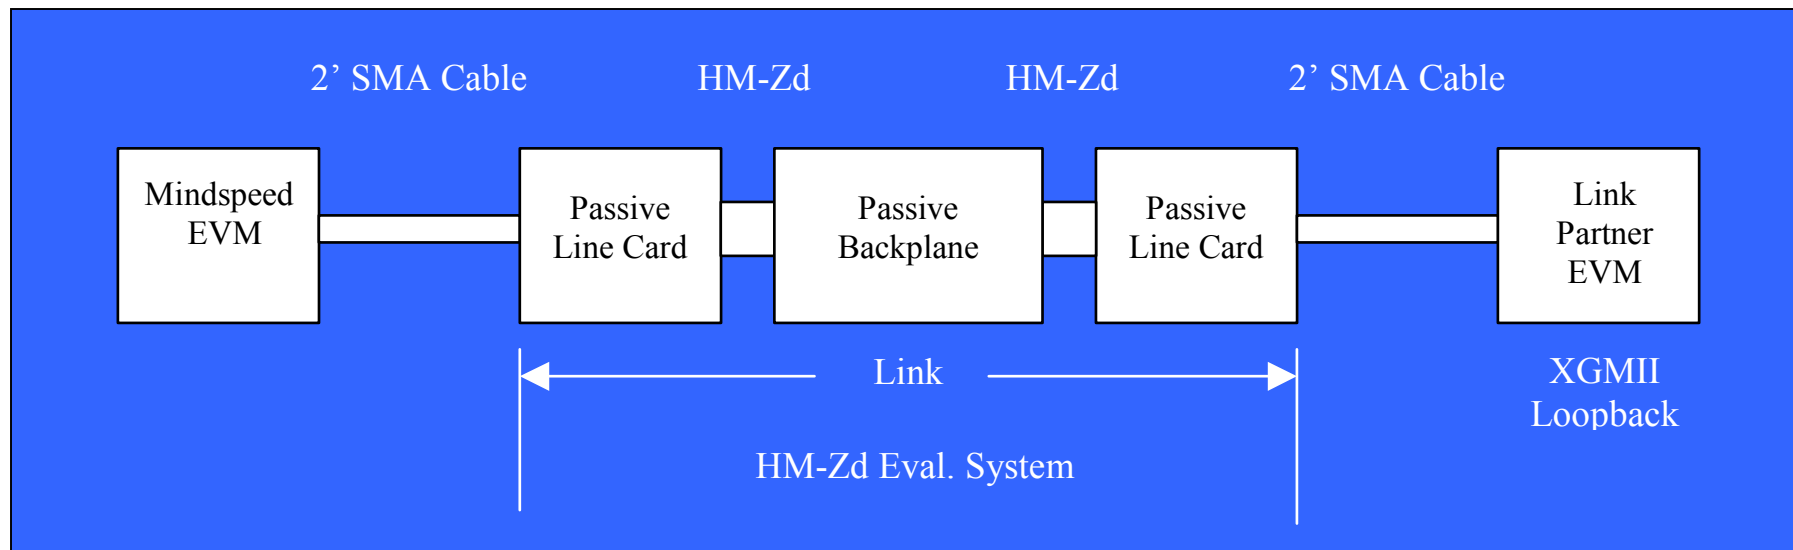 2’ SMA Cable
HM-Zd
HM-Zd
2’ SMA Cable
Mindspeed
EVM
Passive
Line Card
Passive
Backplane
Passive
Line Card
Link
Partner
EVM
Link
XGMII
Loopback
HM-Zd Eval. System